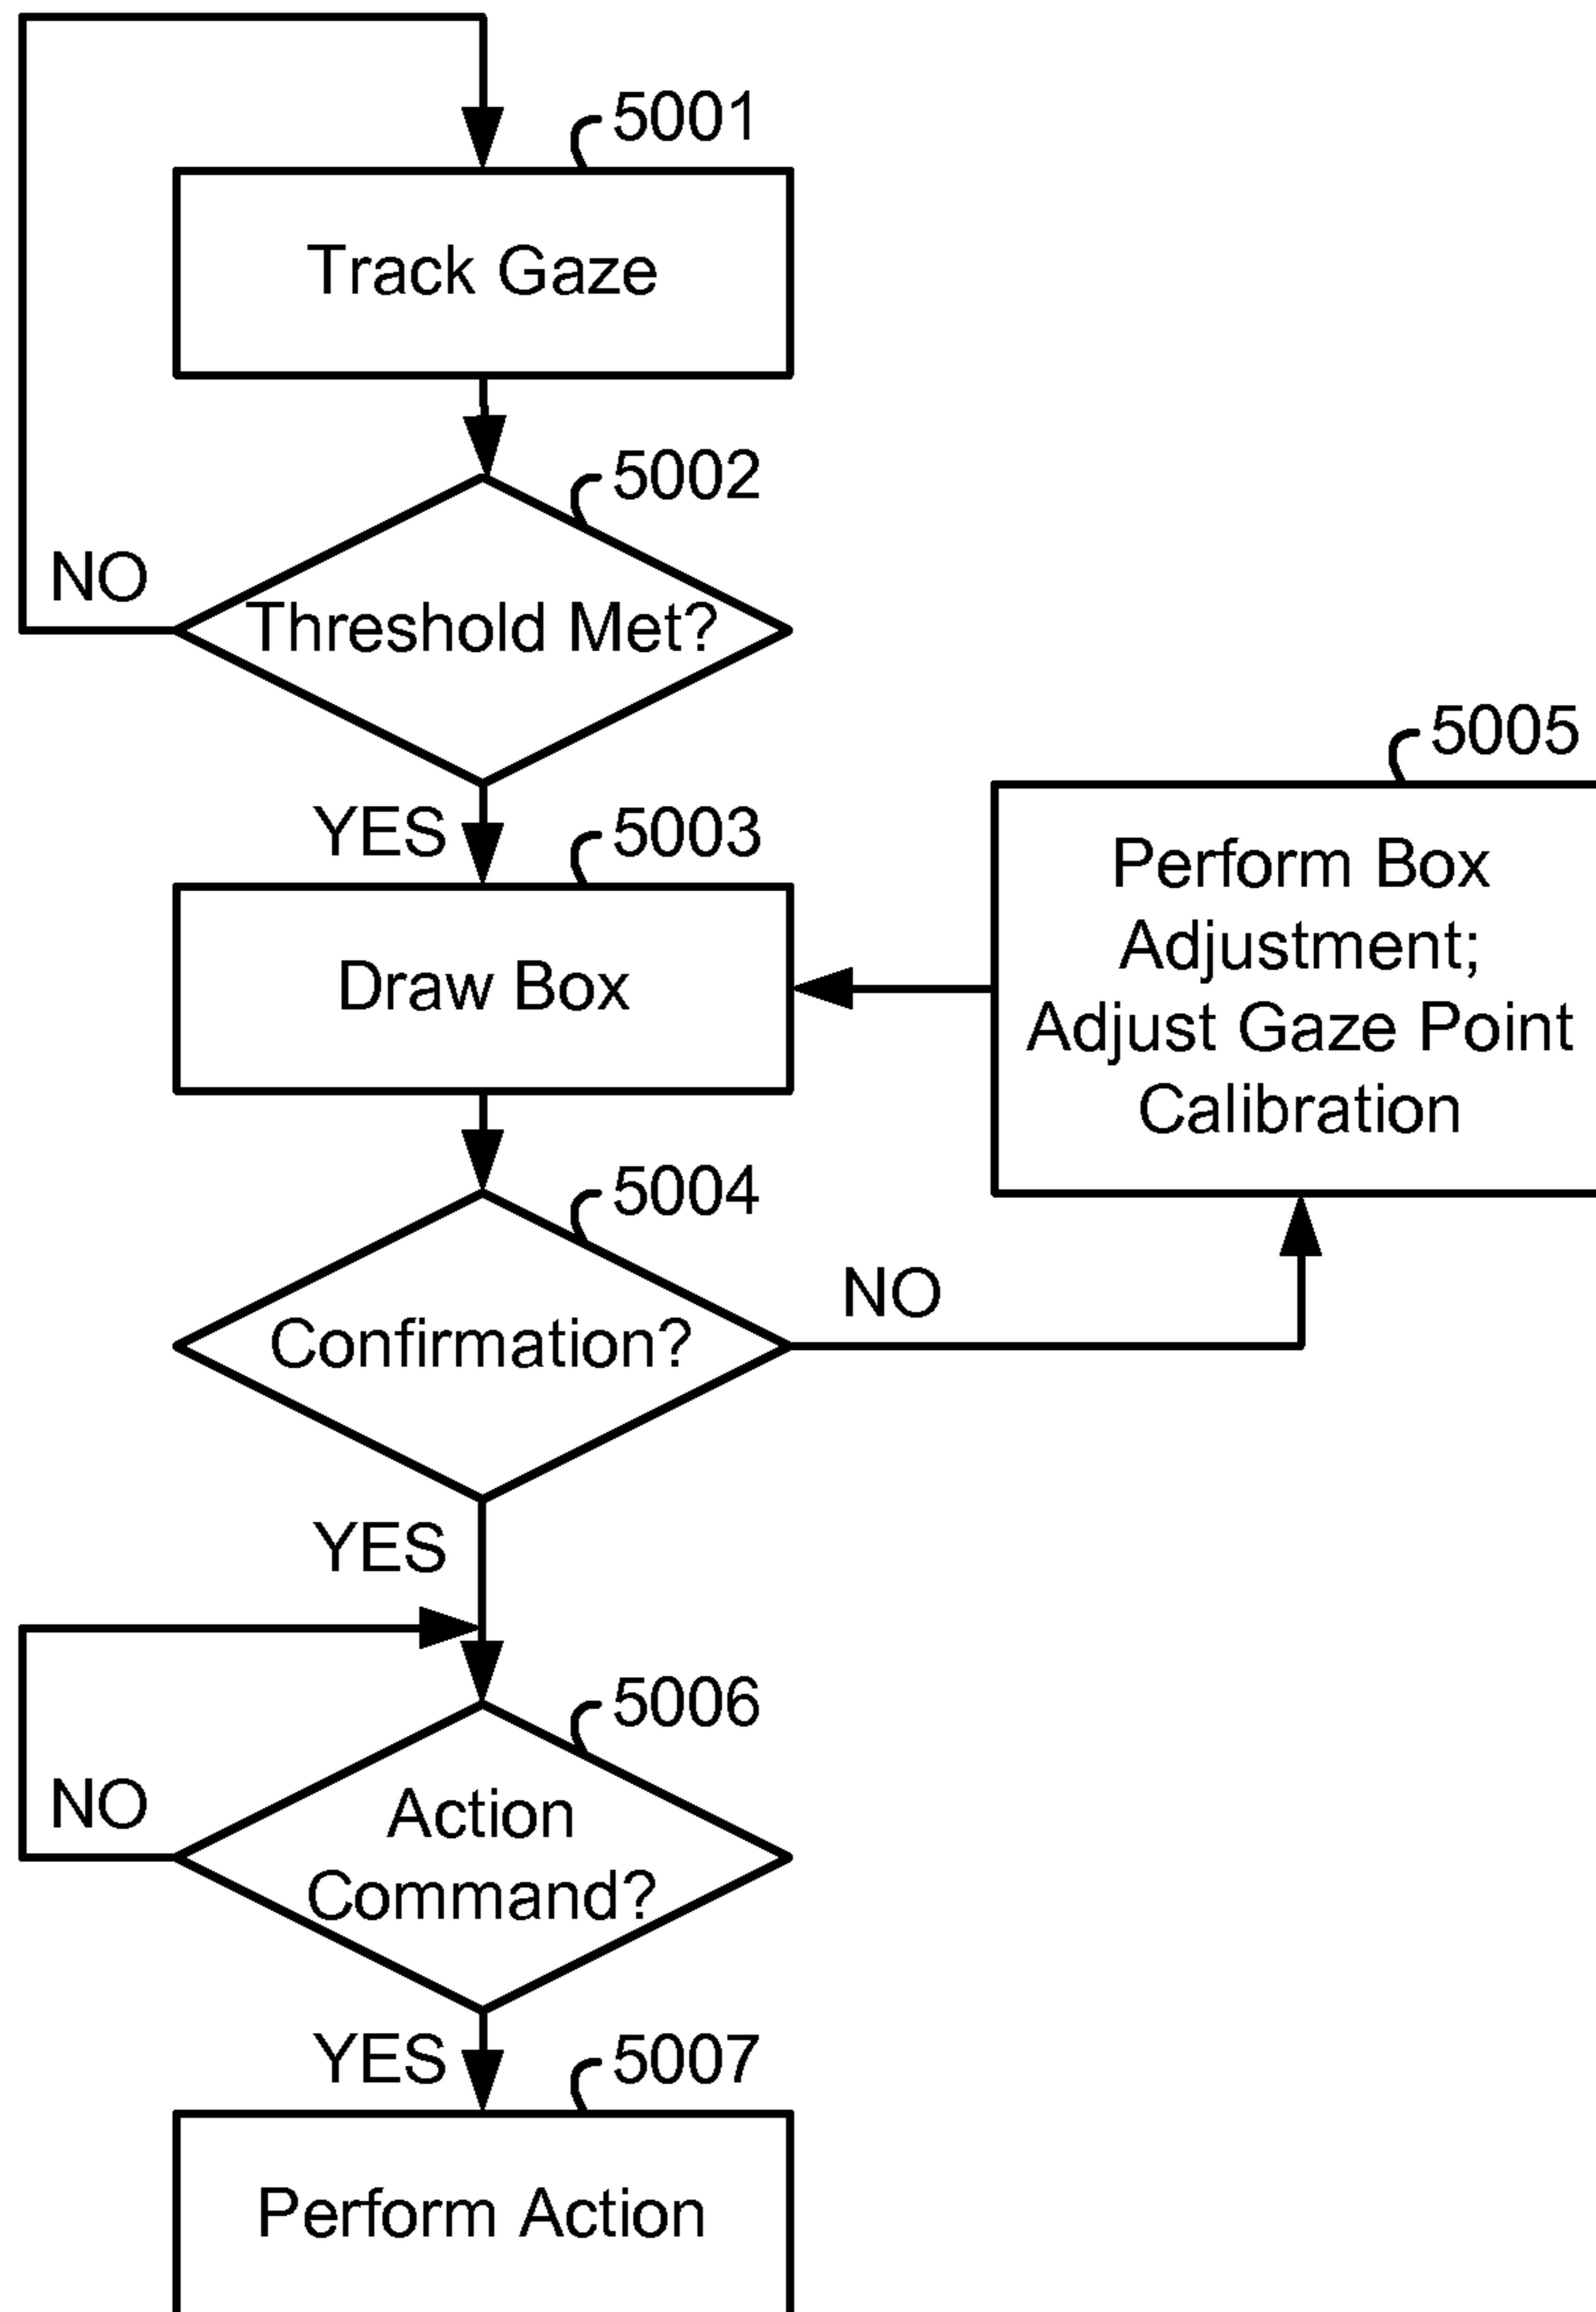 5001
Track Gaze
5002
NO
Threshold Met?
5005
YES
5003
Perform Box
Adjustment;
Adjust Gaze Point
Calibration
Draw Box
5004
NO
Confirmation?
YES
5006
NO
Action
Command?
YES
5007
Perform Action